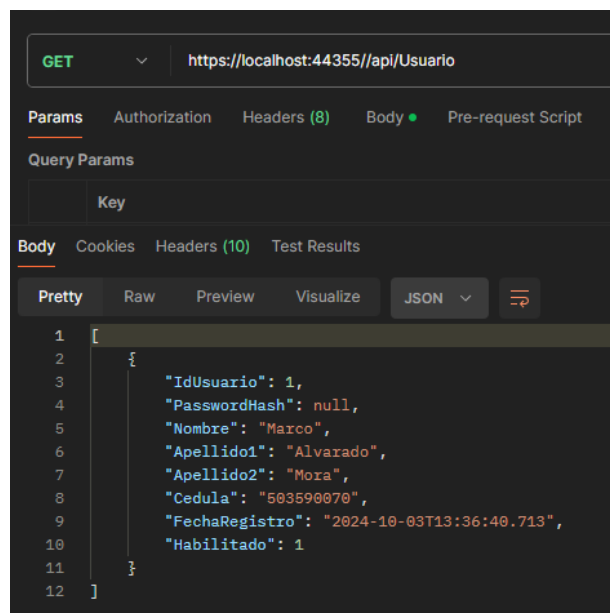 GET https://localhost:44355//api/Usuario
Params Authorization Headers (8) Body Pre-request Script
Query Params
Key
Body Cookies Headers (10) Test Results
Pretty Raw Preview Visualize JSON
1 [
2 {
3 "IdUsuario": 1,
4 "PasswordHash": null,
5 "Nombre": "Marco",
6 "Apellido1": "Alvarado",
7 "Apellido2": "Mora",
8 "Cedula": "503590070",
9 "FechaRegistro": "2024-10-03T13:36:40.713",
10 "Habilitado": 1
11 }
12 ]